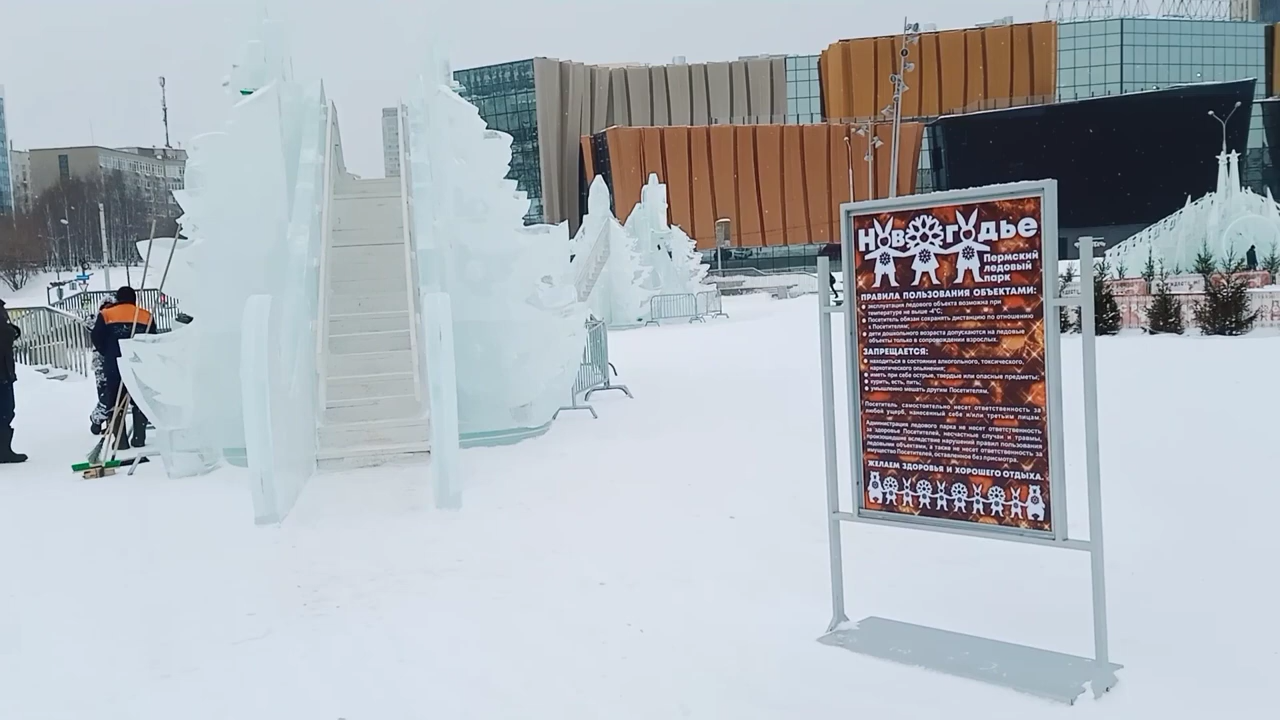 Новогодье
Пермский
ледовый
парк
ПРАВИЛА ПОЛЬЗОВАНИЯ ОБЪЕКТАМИ:
эксплуатация ледового объекта возможна при
температуре не выше -4°С;
Посетитель обязан сохранять дистанцию по отношению
к Посетителям;
дети дошкольного возраста допускаются на ледовые
объекты только в сопровождении взрослых.
ЗАПРЕЩАЕТСЯ:
находиться в состоянии алкогольного, токсического,
наркотического опьянения;
иметь при себе острые, твердые или опасные предметы;
курить, есть, пить;
умышленно мешать другим Посетителям.
Посетитель самостоятельно несет ответственность за
любой ущерб, нанесенный себе и/или третьим лицам.
Администрация ледового парка не несет ответственность
за здоровье Посетителей, несчастные случаи и травмы,
произошедшие вследствие нарушений правил пользования
ледовыми объектами, а также не несет ответственность за
имущество Посетителей, оставленное без присмотра.
ЖЕЛАЕМ ЗДОРОВЬЯ И ХОРОШЕГО ОТДЫХА.